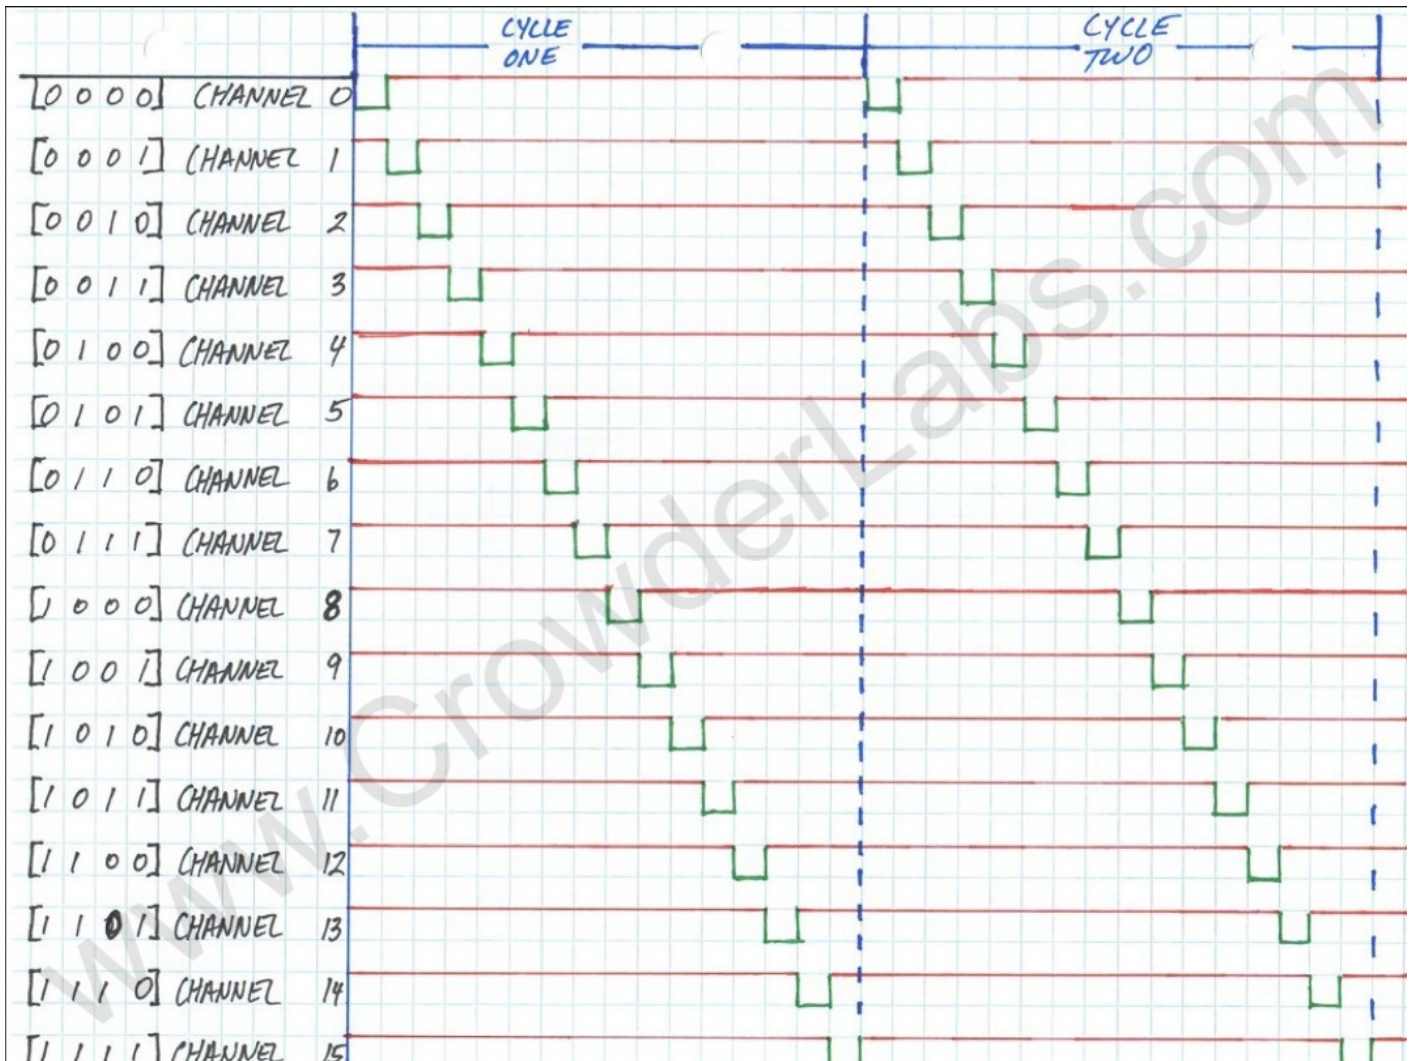 CYCLE ONE
CYCLE TWO
[0 0 0 0] CHANNEL 0
[0 0 0 1] CHANNEL 1
[0 0 1 0] CHANNEL 2
[0 0 1 1] CHANNEL 3
[0 1 0 0] CHANNEL 4
[0 1 0 1] CHANNEL 5
[0 1 1 0] CHANNEL 6
[0 1 1 1] CHANNEL 7
[1 0 0 0] CHANNEL 8
[1 0 0 1] CHANNEL 9
[1 0 1 0] CHANNEL 10
[1 0 1 1] CHANNEL 11
[1 1 0 0] CHANNEL 12
[1 1 0 1] CHANNEL 13
[1 1 1 0] CHANNEL 14
[1 1 1 1] CHANNEL 15
www.CrowderLabs.com